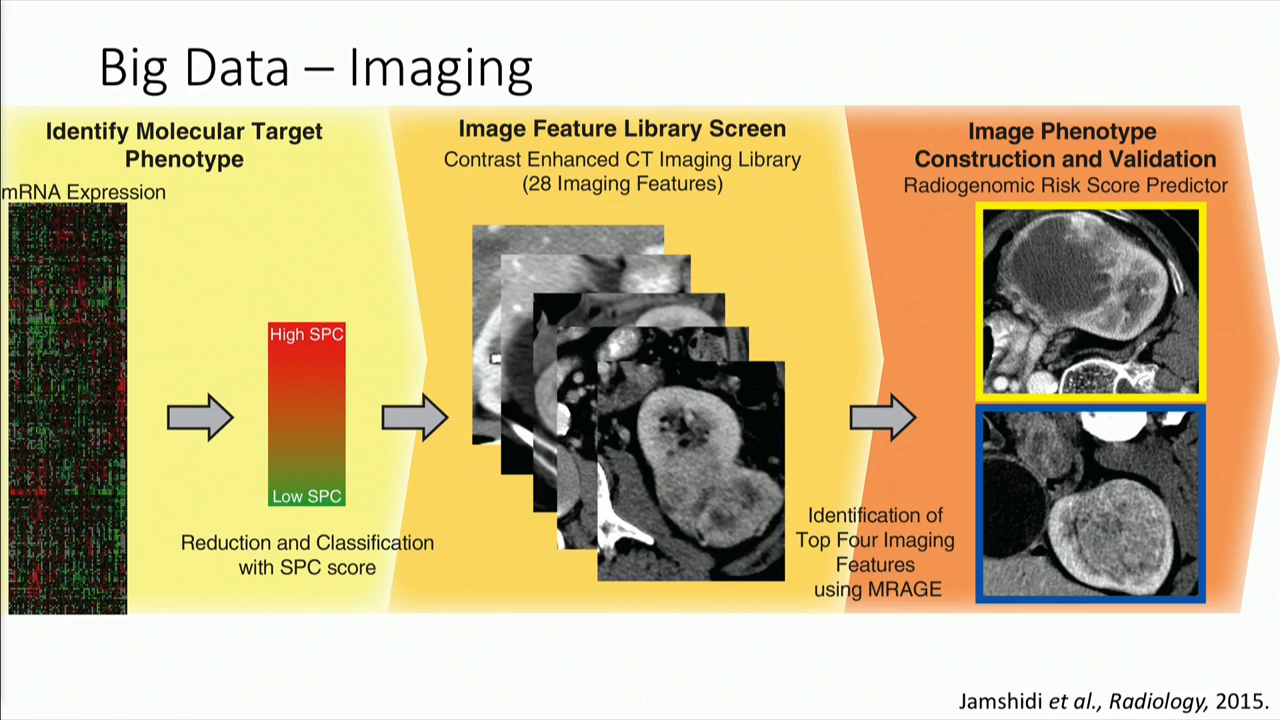 Big Data – Imaging
Identify Molecular Target
Phenotype
mRNA Expression
High SPC
Low SPC
Reduction and Classification
with SPC score
Image Feature Library Screen
Contrast Enhanced CT Imaging Library
(28 Imaging Features)
Identification of
Top Four Imaging
Features
using MRAGE
Image Phenotype
Construction and Validation
Radiogenomic Risk Score Predictor
Jamshidi et al., Radiology, 2015.